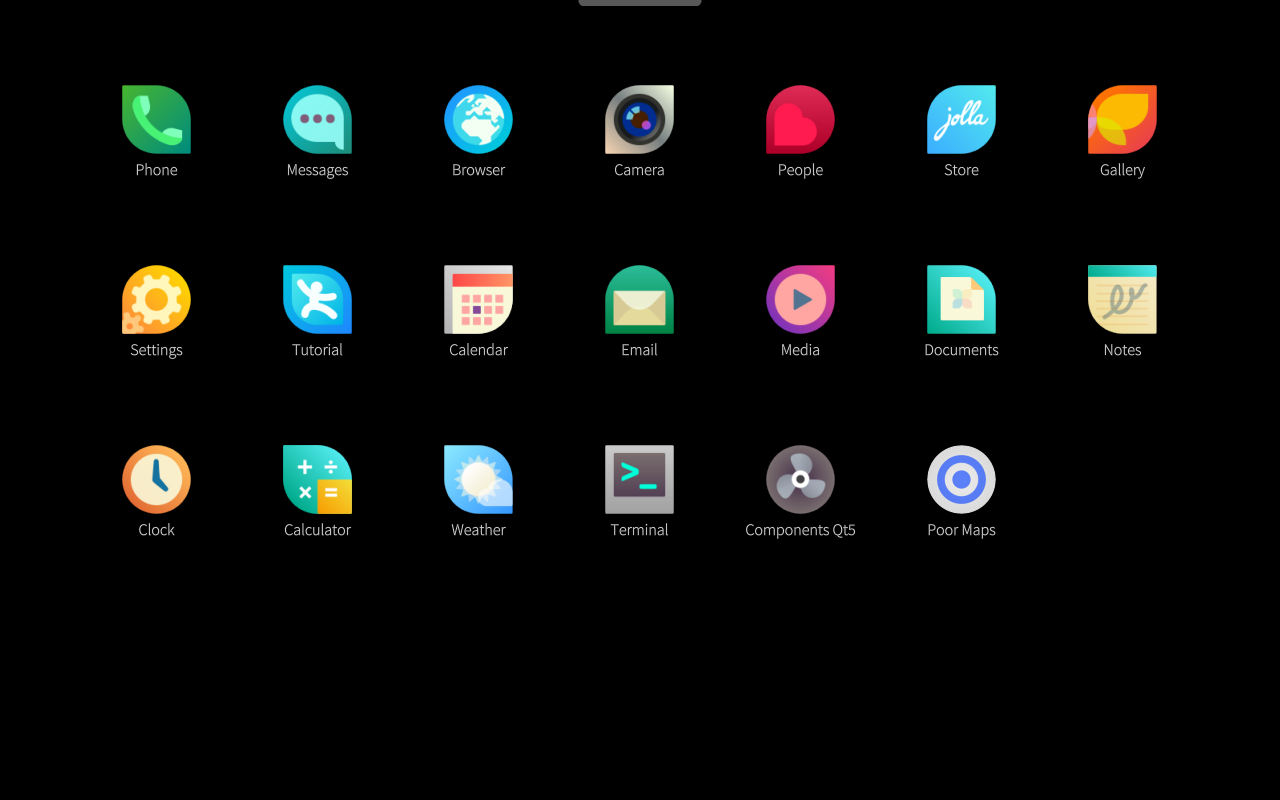 jolla
Phone Messages Browser Camera People Store Gallery
Settings Tutorial Calendar Email Media Documents Notes
Clock Calculator Weather Terminal Components Qt5 Poor Maps